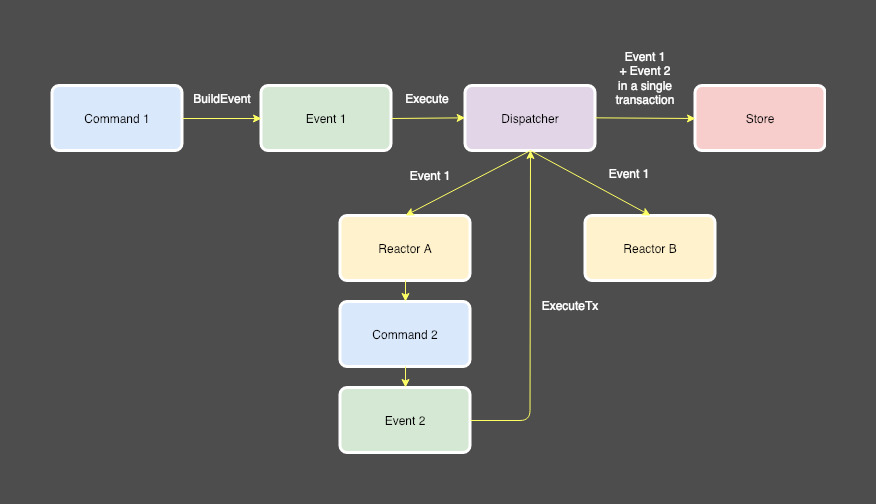 Event 1
+ Event 2
in a single
transaction
BuildEvent
Execute
Command 1
Event 1
Dispatcher
Store
Event 1
Event 1
Reactor A
Reactor B
ExecuteTx
Command 2
Event 2